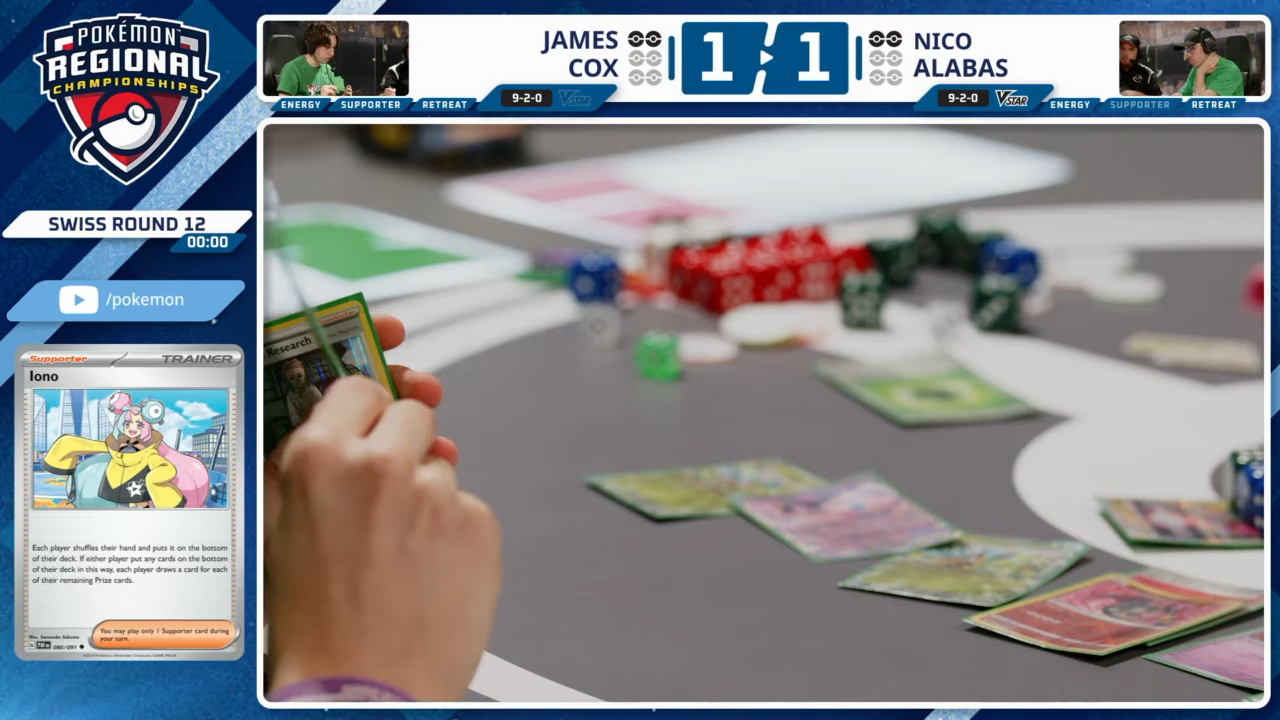 POKÉMON
REGIONAL
CHAMPIONSHIPS
JAMES
COX
1
1
NICO
ALABAS
9-2-0
VSTAR
9-2-0
VSTAR
ENERGY
SUPPORTER
RETREAT
ENERGY
SUPPORTER
RETREAT
SWISS ROUND 12
00:00
/pokemon
Supporter
TRAINER
Iono
Each player shuffles their hand and puts it on the bottom
of their deck. If either player put any cards on the bottom
of their deck in this way, each player draws a card for each
of their remaining Prize cards.
You may play only 1 Supporter card during
your turn.
080/091
Research